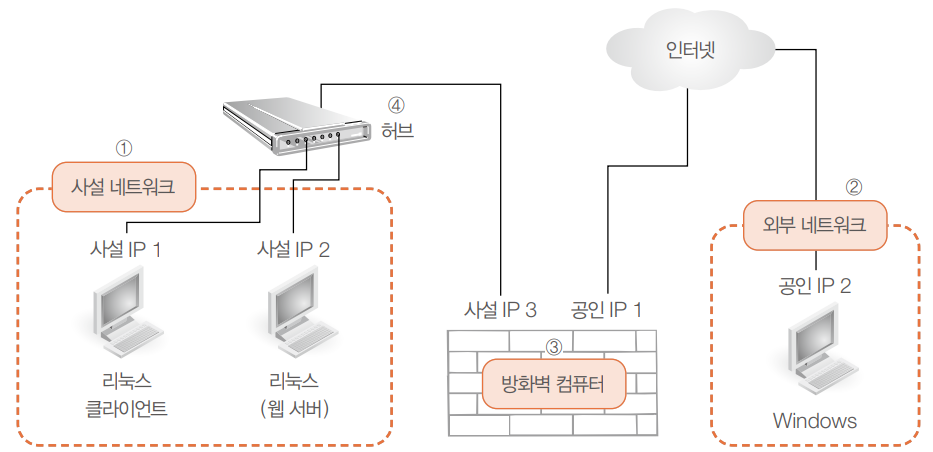 인터넷
④
허브
①
사설 네트워크
②
외부 네트워크
사설 IP 1
사설 IP 2
공인 IP 2
사설 IP 3
공인 IP 1
③
방화벽 컴퓨터
리눅스
클라이언트
리눅스
(웹 서버)
Windows